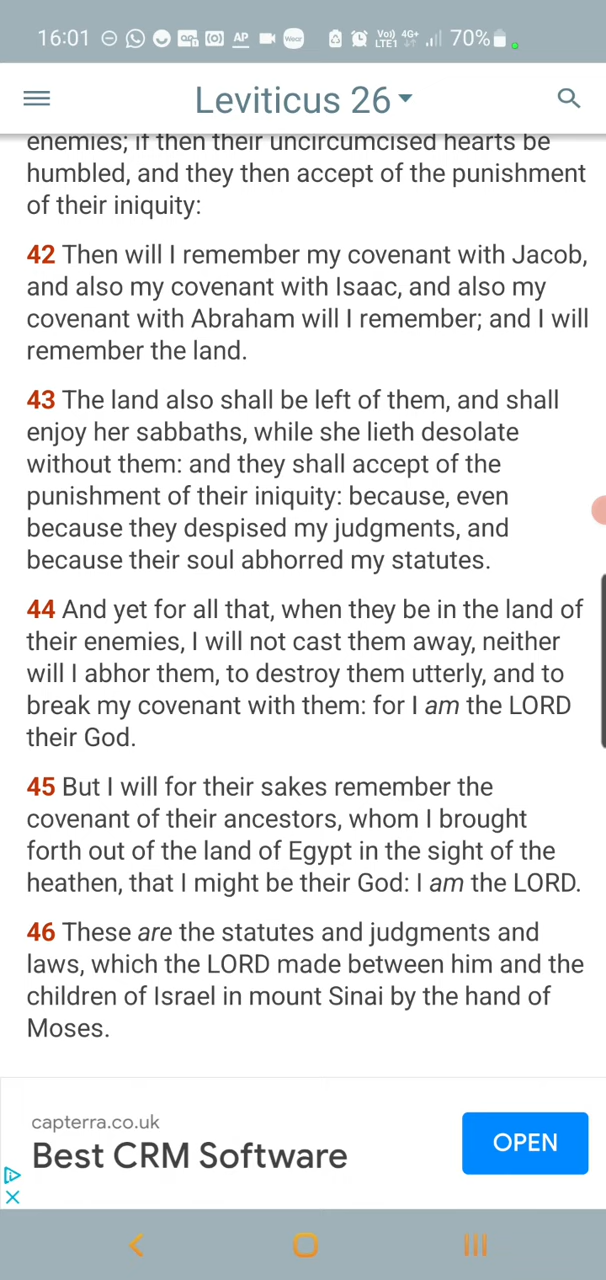 16:01 AP Wear Vo)) LTE1 4G+ 70%
Leviticus 26
enemies; if then their uncircumcised hearts be
humbled, and they then accept of the punishment
of their iniquity:
42 Then will I remember my covenant with Jacob,
and also my covenant with Isaac, and also my
covenant with Abraham will I remember; and I will
remember the land.
43 The land also shall be left of them, and shall
enjoy her sabbaths, while she lieth desolate
without them: and they shall accept of the
punishment of their iniquity: because, even
because they despised my judgments, and
because their soul abhorred my statutes.
44 And yet for all that, when they be in the land of
their enemies, I will not cast them away, neither
will I abhor them, to destroy them utterly, and to
break my covenant with them: for I am the LORD
their God.
45 But I will for their sakes remember the
covenant of their ancestors, whom I brought
forth out of the land of Egypt in the sight of the
heathen, that I might be their God: I am the LORD.
46 These are the statutes and judgments and
laws, which the LORD made between him and the
children of Israel in mount Sinai by the hand of
Moses.
capterra.co.uk
Best CRM Software
OPEN